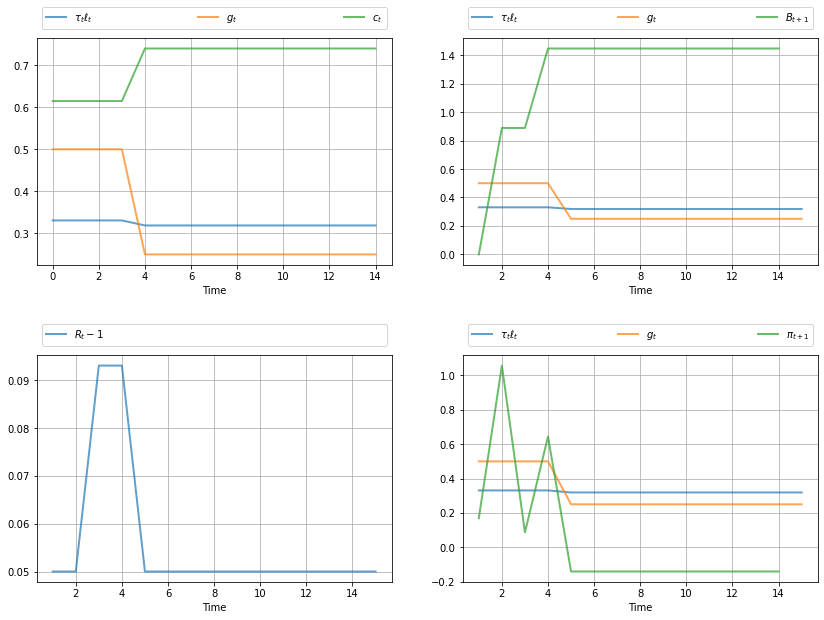 τₜℓₜ gₜ cₜ
0.7
0.6
0.5
0.4
0.3
0 2 4 6 8 10 12 14
Time
τₜℓₜ gₜ Bₜ₊₁
1.4
1.2
1.0
0.8
0.6
0.4
0.2
0.0
2 4 6 8 10 12 14
Time
Rₜ − 1
0.09
0.08
0.07
0.06
0.05
2 4 6 8 10 12 14
Time
τₜℓₜ gₜ πₜ₊₁
1.0
0.8
0.6
0.4
0.2
0.0
−0.2
2 4 6 8 10 12 14
Time